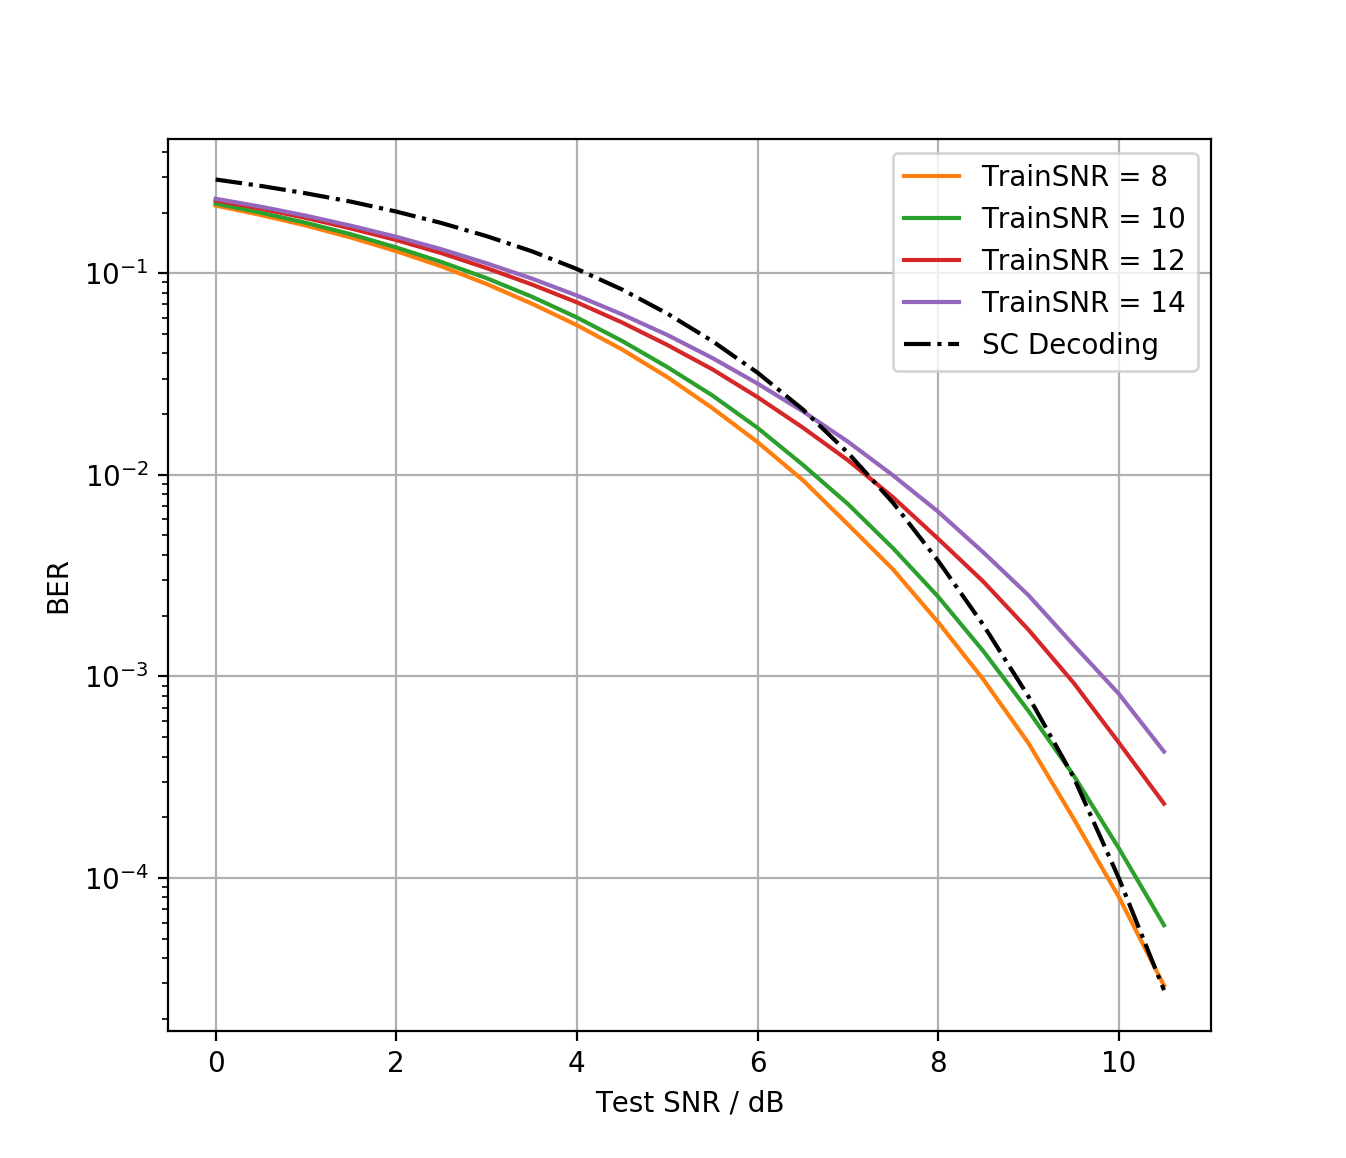 TrainSNR = 8
TrainSNR = 10
TrainSNR = 12
TrainSNR = 14
SC Decoding
10⁻¹
10⁻²
10⁻³
10⁻⁴
BER
0 2 4 6 8 10
Test SNR / dB